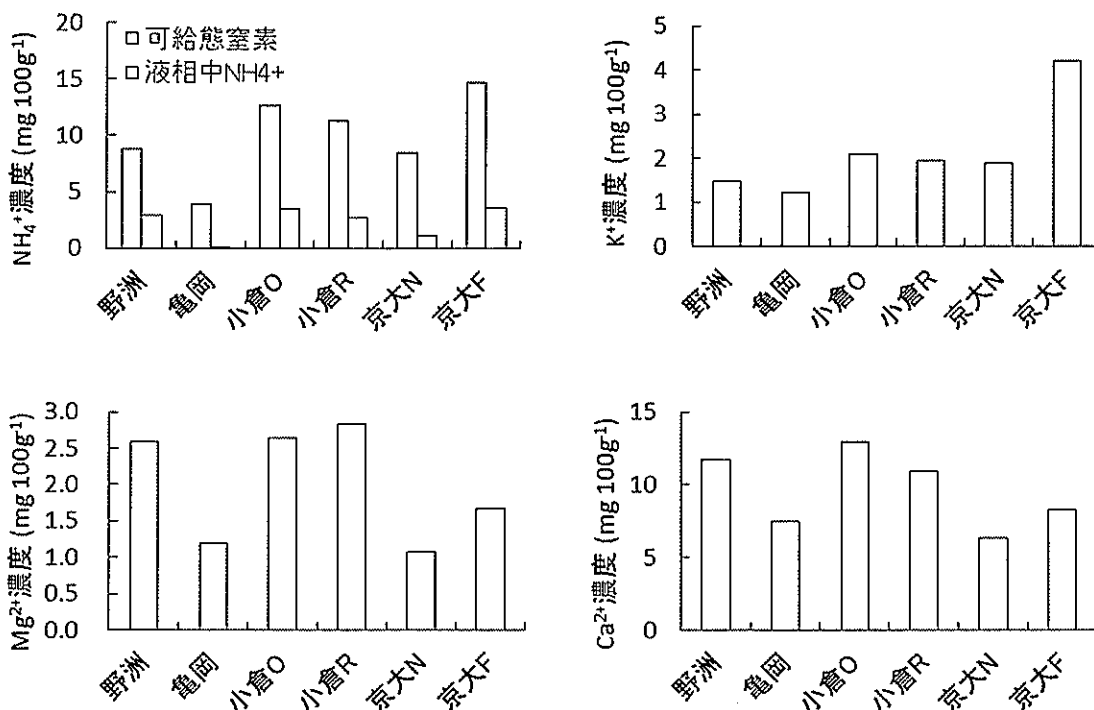 NH₄⁺濃度 (mg 100g⁻¹)
20
15
10
5
0
□可給態窒素
□液相中NH4+
野洲
亀岡
小倉O
小倉R
京大N
京大F
K⁺濃度 (mg 100g⁻¹)
5
4
3
2
1
0
野洲
亀岡
小倉O
小倉R
京大N
京大F
Mg²⁺濃度 (mg 100g⁻¹)
3.0
2.5
2.0
1.5
1.0
0.5
0.0
野洲
亀岡
小倉O
小倉R
京大N
京大F
Ca²⁺濃度 (mg 100g⁻¹)
15
10
5
0
野洲
亀岡
小倉O
小倉R
京大N
京大F